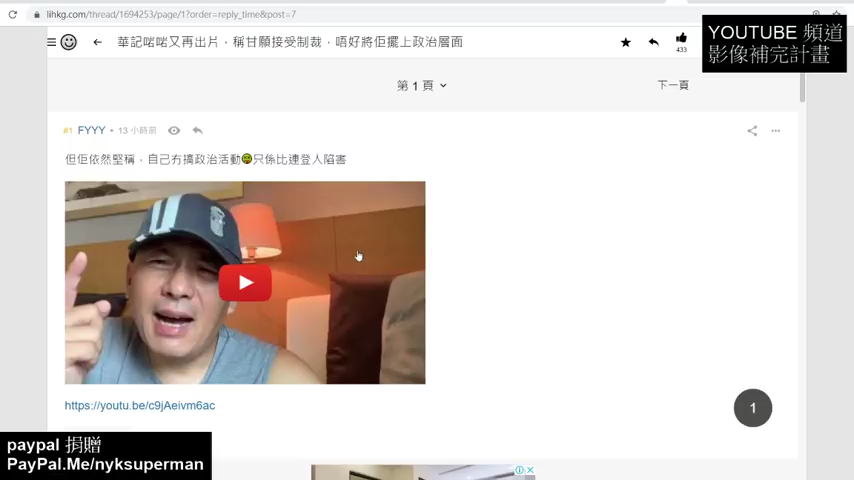 lihkg.com/thread/1694253/page/1?order=reply_time&post=7
華記啱啱又再出片，稱甘願接受制裁，唔好將佢擺上政治層面
433
YOUTUBE 頻道
影像補完計畫
第 1 頁
下一頁
#1 FYYY • 13 小時前
但佢依然堅稱，自己冇搞政治活動只係比連登人陷害
https://youtu.be/c9jAeivm6ac
1
paypal 捐贈
PayPal.Me/nyksuperman